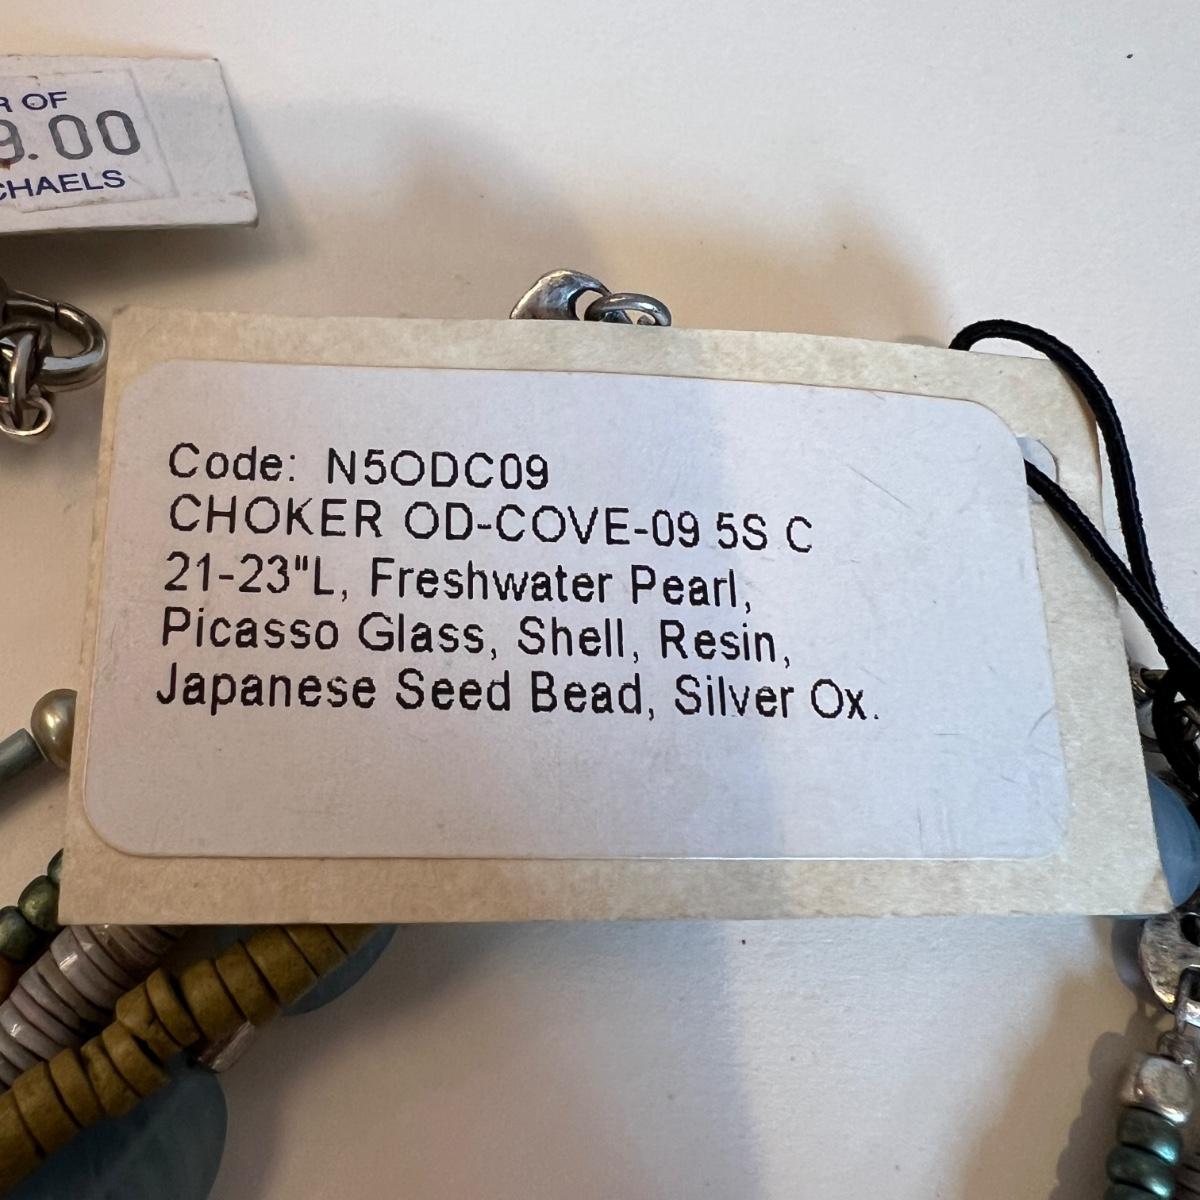 R OF
9.00
CHAELS
Code: N5ODC09
CHOKER OD-COVE-09 5S C
21-23"L, Freshwater Pearl,
Picasso Glass, Shell, Resin,
Japanese Seed Bead, Silver Ox.